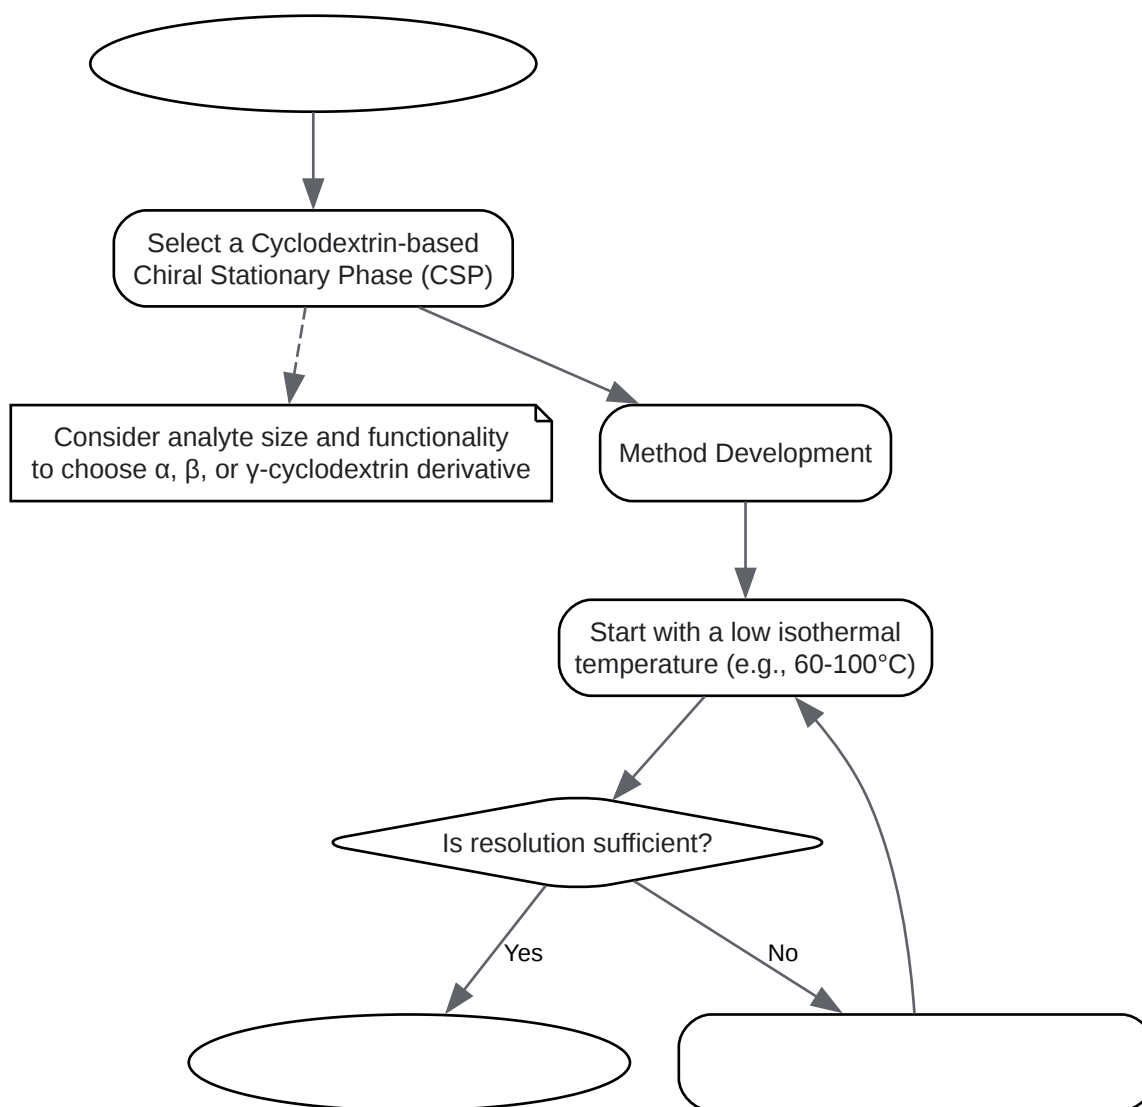 Select a Cyclodextrin-based
Chiral Stationary Phase (CSP)
Consider analyte size and functionality
to choose α, β, or γ-cyclodextrin derivative
Method Development
Start with a low isothermal
temperature (e.g., 60-100°C)
Is resolution sufficient?
Yes
No